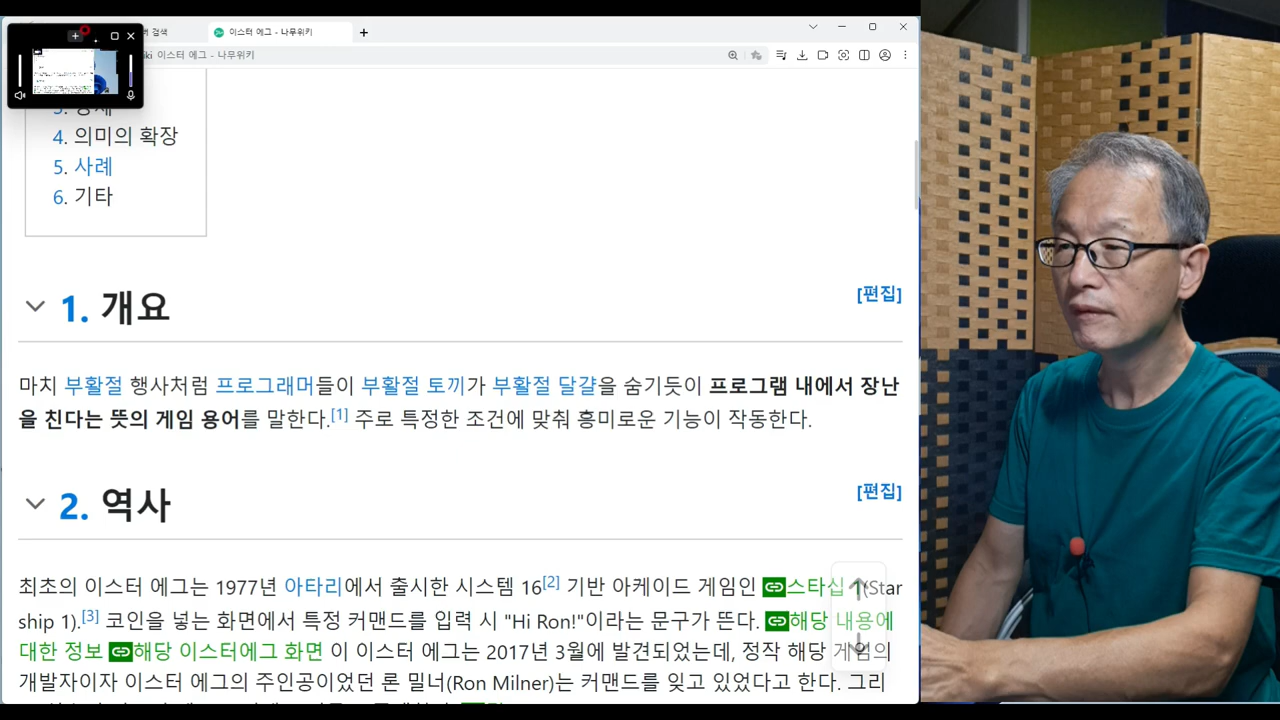 검색
이스터 에그 - 나무위키
이스터 에그 - 나무위키
4. 의미의 확장
5. 사례
6. 기타
1. 개요
[편집]
마치 부활절 행사처럼 프로그래머들이 부활절 토끼가 부활절 달걀을 숨기듯이 프로그램 내에서 장난
을 친다는 뜻의 게임 용어를 말한다.[1] 주로 특정한 조건에 맞춰 흥미로운 기능이 작동한다.
2. 역사
[편집]
최초의 이스터 에그는 1977년 아타리에서 출시한 시스템 16[2] 기반 아케이드 게임인 스타십 (Star
ship 1).[3] 코인을 넣는 화면에서 특정 커맨드를 입력 시 "Hi Ron!"이라는 문구가 뜬다. 해당 내용에
대한 정보 해당 이스터에그 화면 이 이스터 에그는 2017년 3월에 발견되었는데, 정작 해당 게임의
개발자이자 이스터 에그의 주인공이었던 론 밀너(Ron Milner)는 커맨드를 잊고 있었다고 한다. 그리